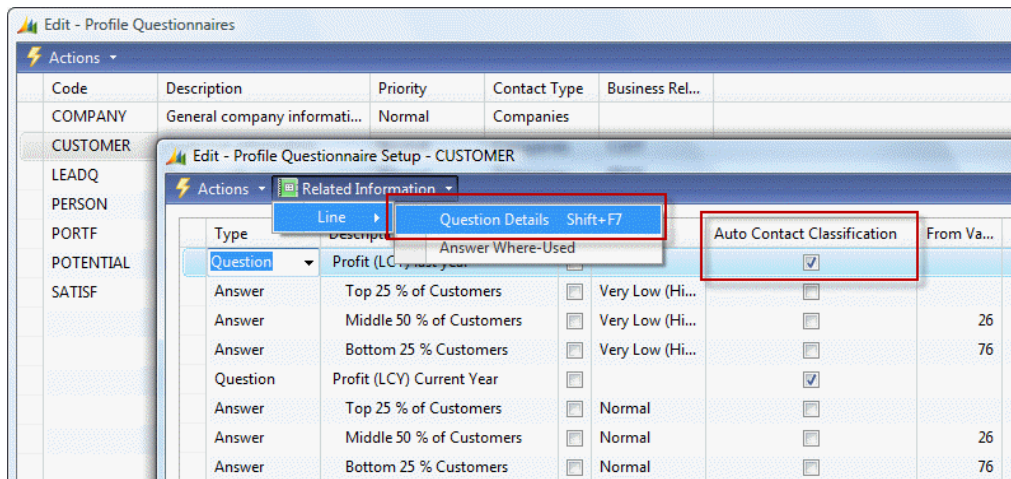 Edit - Profile Questionnaires
Actions
Code Description Priority Contact Type Business Rel...
COMPANY General company informati... Normal Companies
CUSTOMER
Edit - Profile Questionnaire Setup - CUSTOMER
LEADQ
Actions Related Information
PERSON
Line Question Details Shift+F7
PORTF
Type Auto Contact Classification From Va...
Answer Where-Used
POTENTIAL
Question Profit (LCY) last year
SATISF
Answer Top 25 % of Customers Very Low (Hi...
Answer Middle 50 % of Customers Very Low (Hi... 26
Answer Bottom 25 % Customers Very Low (Hi... 76
Question Profit (LCY) Current Year
Answer Top 25 % of Customers Normal
Answer Middle 50 % of Customers Normal 26
Answer Bottom 25 % Customers Normal 76